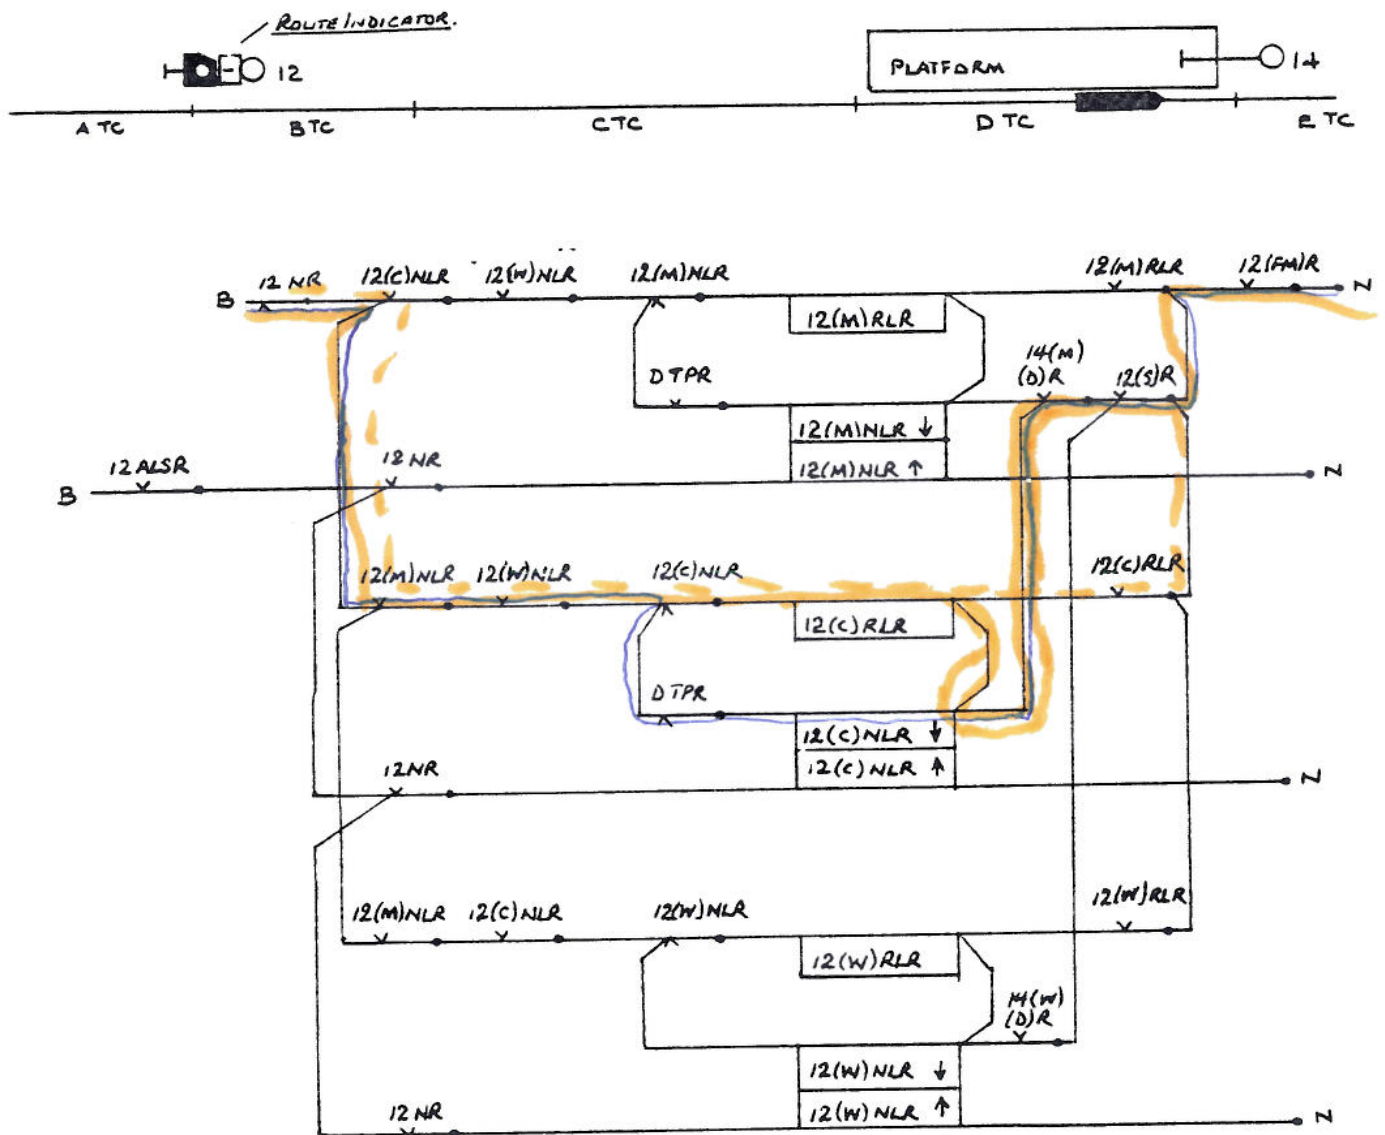 ROUTE INDICATOR.
12
PLATFORM
14
A TC
B TC
C TC
D TC
E TC
12 NR
12(C)NLR
12(W)NLR
12(M)NLR
12(M)RLR
12(FM)R
B
N
12(M)RLR
DTPR
14(M)
(D)R
12(S)R
12(M)NLR ↓
12(M)NLR ↑
12ALSR
12 NR
B
N
12(M)NLR
12(W)NLR
12(C)NLR
12(C)RLR
12(C)RLR
DTPR
12(C)NLR ↓
12(C)NLR ↑
12NR
N
12(M)NLR
12(C)NLR
12(W)NLR
12(W)RLR
12(W)RLR
14(W)
(D)R
12(W)NLR ↓
12(W)NLR ↑
12 NR
N